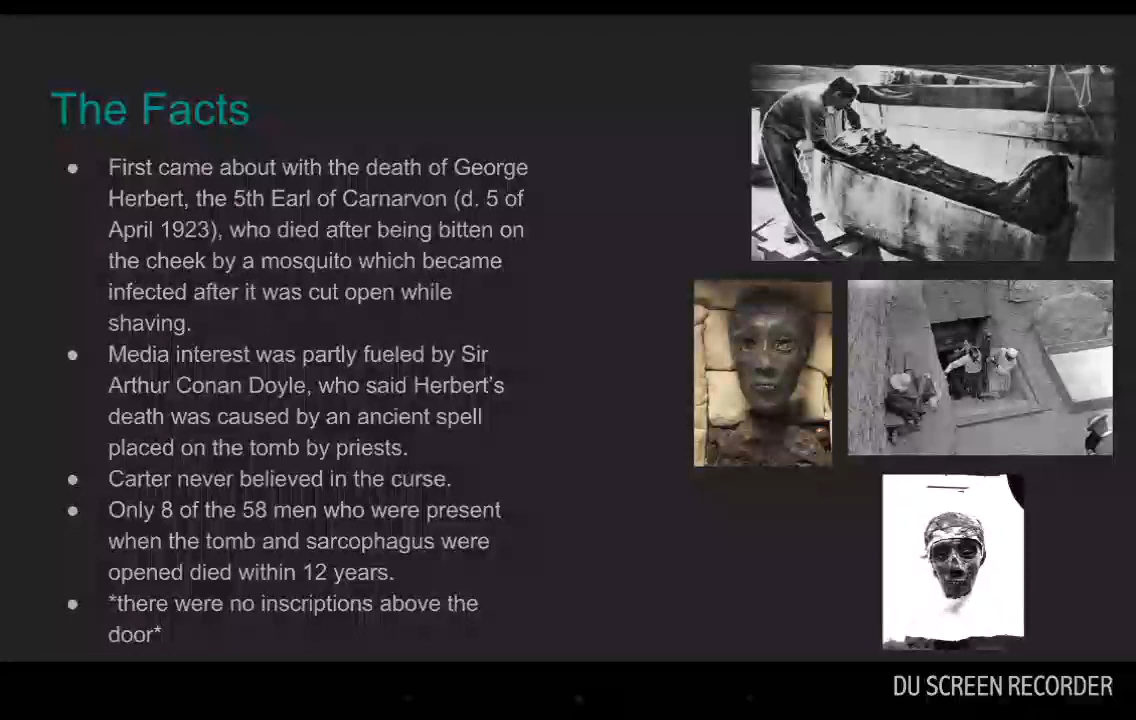 The Facts
● First came about with the death of George
Herbert, the 5th Earl of Carnarvon (d. 5 of
April 1923), who died after being bitten on
the cheek by a mosquito which became
infected after it was cut open while
shaving.
● Media interest was partly fueled by Sir
Arthur Conan Doyle, who said Herbert's
death was caused by an ancient spell
placed on the tomb by priests.
● Carter never believed in the curse.
● Only 8 of the 58 men who were present
when the tomb and sarcophagus were
opened died within 12 years.
● *there were no inscriptions above the
door*
DU SCREEN RECORDER